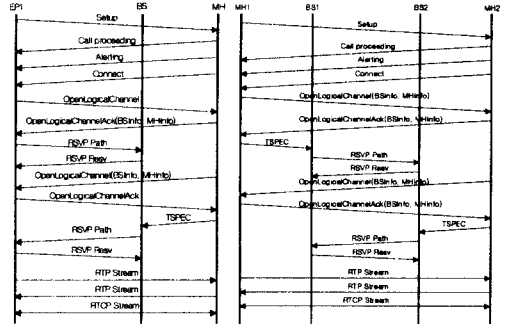 EP1 BS MH
Setup
Call proceeding
Alerting
Connect
OpenLogicalChannel
OpenLogicalChannelAck(BSInfo, MHInfo)
RSVP Path
RSVP Resv
OpenLogicalChannel(BSInfo, MHInfo)
OpenLogicalChannelAck
TSPEC
RSVP Path
RSVP Resv
RTP Stream
RTP Stream
RTCP Stream
MH1 BS1 BS2 MH2
Setup
Call proceeding
Alerting
Connect
OpenLogicalChannel(BSInfo, MHInfo)
OpenLogicalChannelAck(BSInfo, MHInfo)
TSPEC
RSVP Path
RSVP Resv
OpenLogicalChannel(BSInfo, MHInfo)
OpenLogicalChannelAck(BSInfo, MHInfo)
TSPEC
RSVP Path
RSVP Resv
RTP Stream
RTP Stream
RTCP Stream